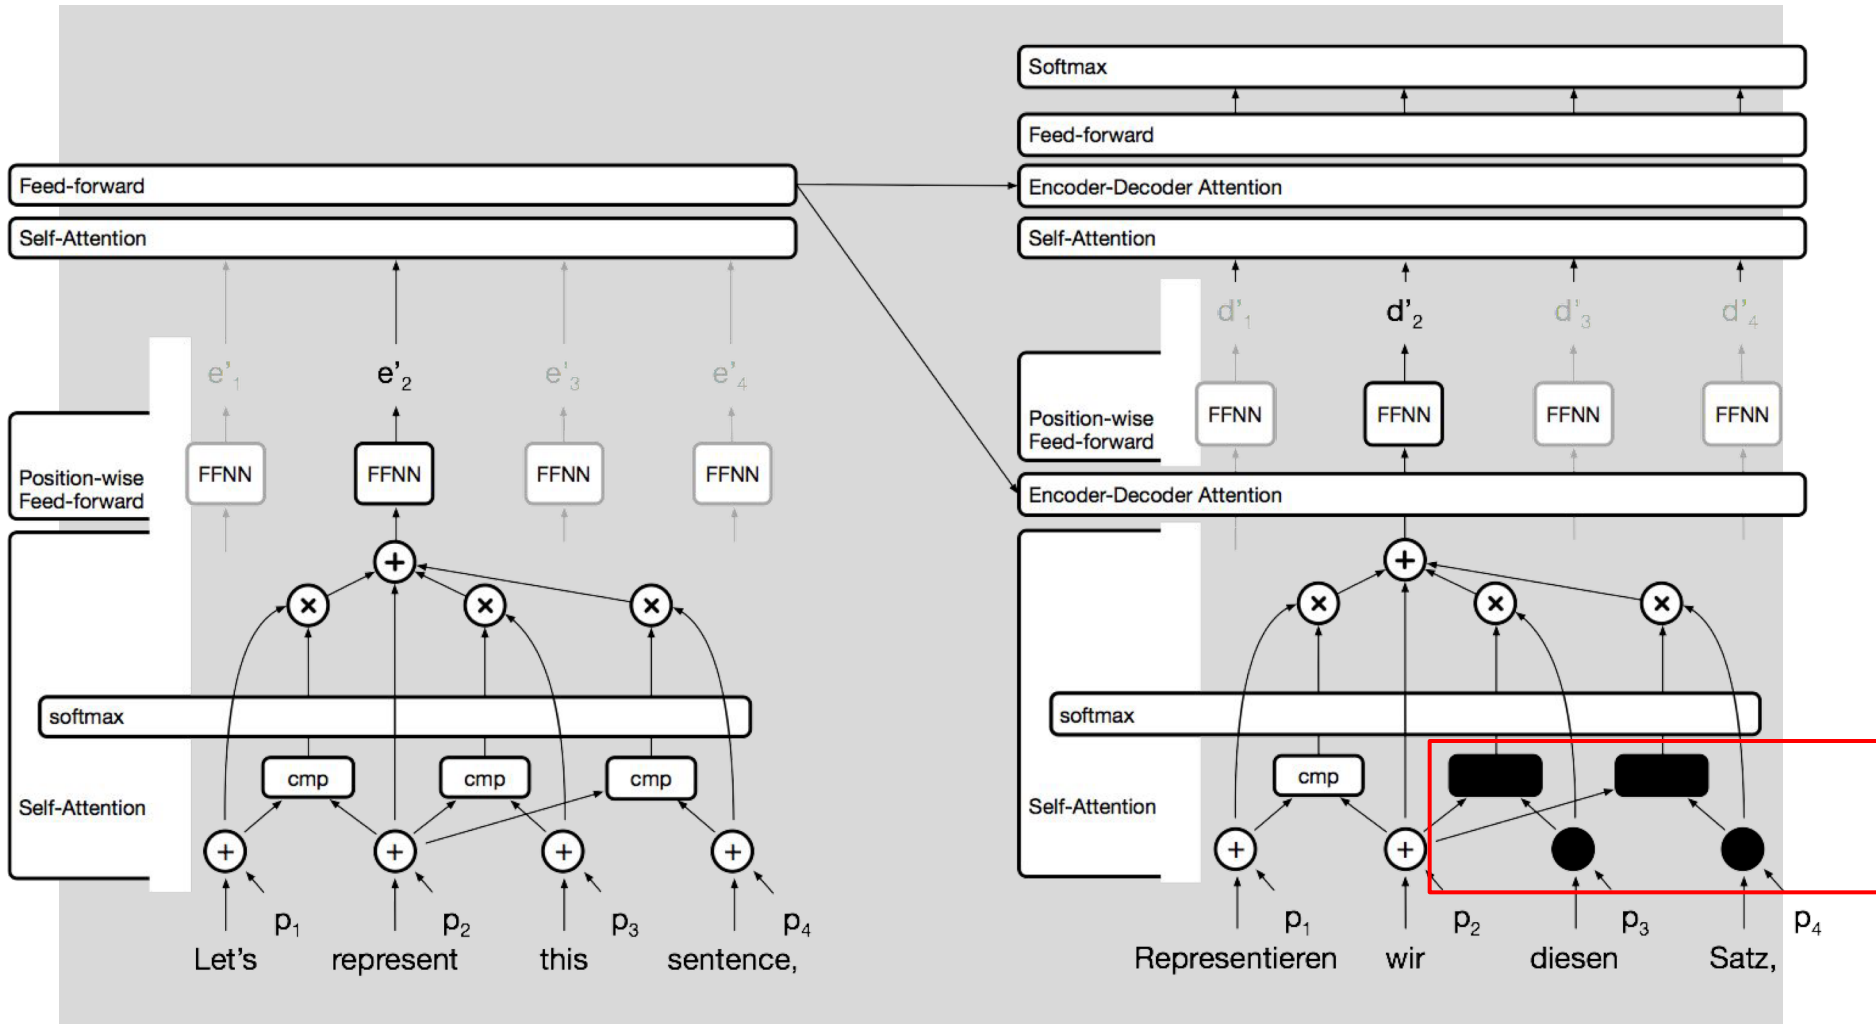 Feed-forward
Self-Attention
e'1 e'2 e'3 e'4
Position-wise
Feed-forward
FFNN FFNN FFNN FFNN
+
× × ×
softmax
cmp cmp cmp
Self-Attention
+ + + +
p1 p2 p3 p4
Let's represent this sentence,
Softmax
Feed-forward
Encoder-Decoder Attention
Self-Attention
d'1 d'2 d'3 d'4
Position-wise
Feed-forward
FFNN FFNN FFNN FFNN
Encoder-Decoder Attention
+
× × ×
softmax
cmp
Self-Attention
+ +
p1 p2 p3 p4
Representieren wir diesen Satz,